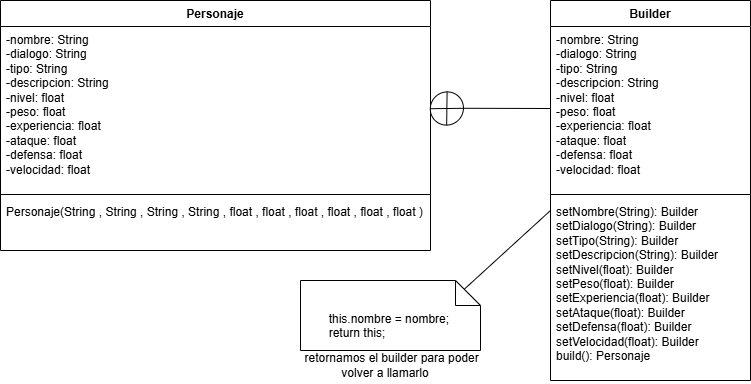 Personaje
-nombre: String
-dialogo: String
-tipo: String
-descripcion: String
-nivel: float
-peso: float
-experiencia: float
-ataque: float
-defensa: float
-velocidad: float
Personaje(String , String , String , String , float , float , float , float , float , float )
Builder
-nombre: String
-dialogo: String
-tipo: String
-descripcion: String
-nivel: float
-peso: float
-experiencia: float
-ataque: float
-defensa: float
-velocidad: float
setNombre(String): Builder
setDialogo(String): Builder
setTipo(String): Builder
setDescripcion(String): Builder
setNivel(float): Builder
setPeso(float): Builder
setExperiencia(float): Builder
setAtaque(float): Builder
setDefensa(float): Builder
setVelocidad(float): Builder
build(): Personaje
this.nombre = nombre;
return this;
retornamos el builder para poder
volver a llamarlo